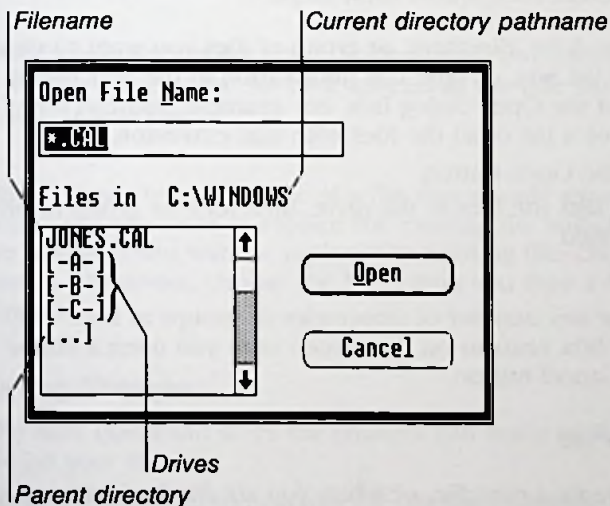 Filename
Current directory pathname
Open File Name:
*.CAL
Files in C:\WINDOWS
JONES.CAL
[-A-]
[-B-]
[-C-]
[..]
Open
Cancel
Drives
Parent directory